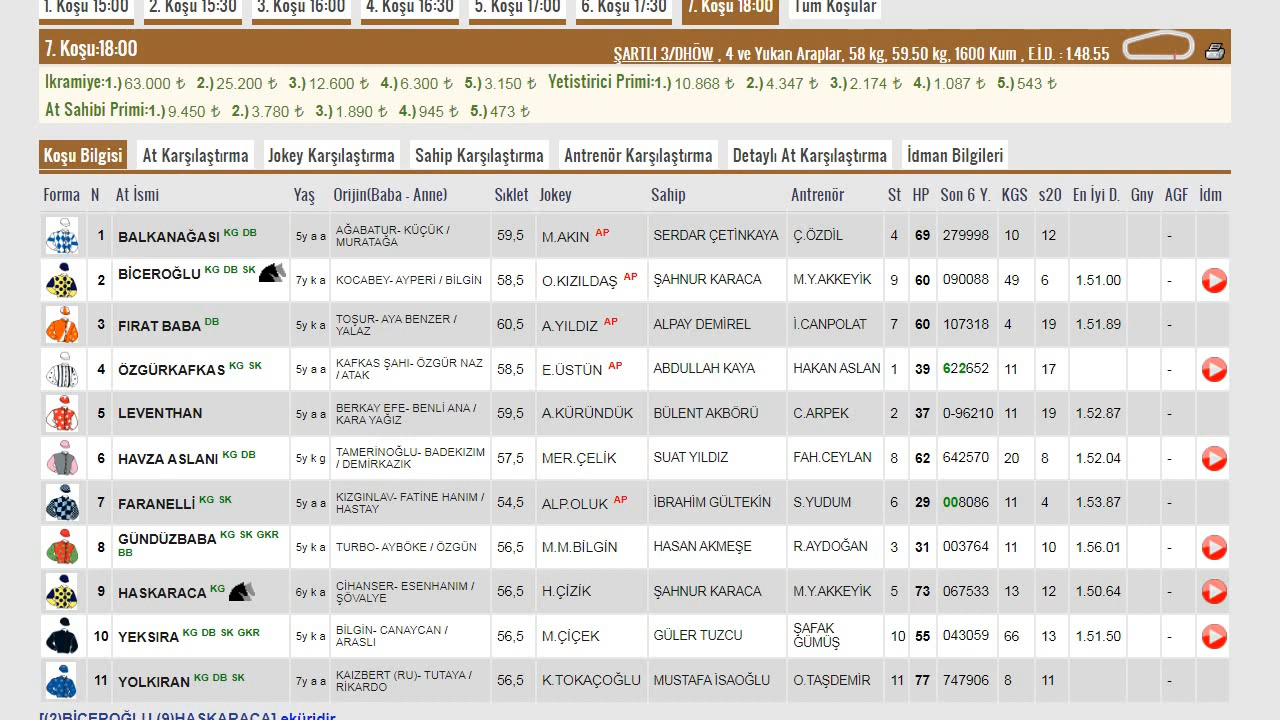 1. Koşu 15:00 2. Koşu 15:30 3. Koşu 16:00 4. Koşu 16:30 5. Koşu 17:00 6. Koşu 17:30 7. Koşu 18:00 Tüm Koşular
7. Koşu:18:00 ŞARTLI 3/DHÖW , 4 ve Yukarı Araplar, 58 kg, 59.50 kg, 1600 Kum , E.İ.D. : 1.48.55
Ikramiye:1.) 63.000 ₺ 2.) 25.200 ₺ 3.) 12.600 ₺ 4.) 6.300 ₺ 5.) 3.150 ₺ Yetistirici Primi:1.) 10.868 ₺ 2.) 4.347 ₺ 3.) 2.174 ₺ 4.) 1.087 ₺ 5.) 543 ₺
At Sahibi Primi:1.) 9.450 ₺ 2.) 3.780 ₺ 3.) 1.890 ₺ 4.) 945 ₺ 5.) 473 ₺
Koşu Bilgisi At Karşılaştırma Jokey Karşılaştırma Sahip Karşılaştırma Antrenör Karşılaştırma Detaylı At Karşılaştırma İdman Bilgileri
Forma N At İsmi Yaş Orijin(Baba - Anne) Sıklet Jokey Sahip Antrenör St HP Son 6 Y. KGS s20 En İyi D. Gny AGF İdm
1 BALKANAĞASI KG DB 5y a a AĞABATUR- KÜÇÜK / MURATAĞA 59,5 M.AKIN AP SERDAR ÇETİNKAYA Ç.ÖZDİL 4 69 279998 10 12 -
2 BİCEROĞLU KG DB SK 7y k a KOCABEY- AYPERİ / BİLGİN 58,5 O.KIZILDAŞ AP ŞAHNUR KARACA M.Y.AKKEYİK 9 60 090088 49 6 1.51.00 -
3 FIRAT BABA DB 5y k a TOŞUR- AYA BENZER / YALAZ 60,5 A.YILDIZ AP ALPAY DEMİREL İ.CANPOLAT 7 60 107318 4 19 1.51.89 -
4 ÖZGÜRKAFKAS KG SK 5y a a KAFKAS ŞAHI- ÖZGÜR NAZ / ATAK 58,5 E.ÜSTÜN AP ABDULLAH KAYA HAKAN ASLAN 1 39 622652 11 17 -
5 LEVENTHAN 5y a a BERKAY EFE- BENLİ ANA / KARA YAĞIZ 59,5 A.KÜRÜNDÜK BÜLENT AKBÖRÜ C.ARPEK 2 37 0-96210 11 19 1.52.87 -
6 HAVZA ASLANI KG DB 5y k g TAMERİNOĞLU- BADEKIZIM / DEMİRKAZIK 57,5 MER.ÇELİK SUAT YILDIZ FAH.CEYLAN 8 62 642570 20 8 1.52.04 -
7 FARANELLİ KG SK 5y a a KIZGINLAV- FATİNE HANIM / HASTAY 54,5 ALP.OLUK AP İBRAHİM GÜLTEKİN S.YUDUM 6 29 008086 11 4 1.53.87 -
8 GÜNDÜZBABA KG SK GKR BB 5y k a TURBO- AYBÖKE / ÖZGÜN 56,5 M.M.BİLGİN HASAN AKMEŞE R.AYDOĞAN 3 31 003764 11 10 1.56.01 -
9 HASKARACA KG 6y k a CİHANSER- ESENHANIM / ŞÖVALYE 56,5 H.ÇİZİK ŞAHNUR KARACA M.Y.AKKEYİK 5 73 067533 13 12 1.50.64 -
10 YEKSIRA KG DB SK GKR 5y k a BİLGİN- CANAYCAN / ARASLI 56,5 M.ÇİÇEK GÜLER TUZCU ŞAFAK GÜMÜŞ 10 55 043059 66 13 1.51.50 -
11 YOLKIRAN KG DB SK 7y a a KAIZBERT (RU)- TUTAYA / RİKARDO 56,5 K.TOKAÇOĞLU MUSTAFA İSAOĞLU O.TAŞDEMİR 11 77 747906 8 11 -
[(2)BİCEROĞLU,(9)HASKARACA] eküridir